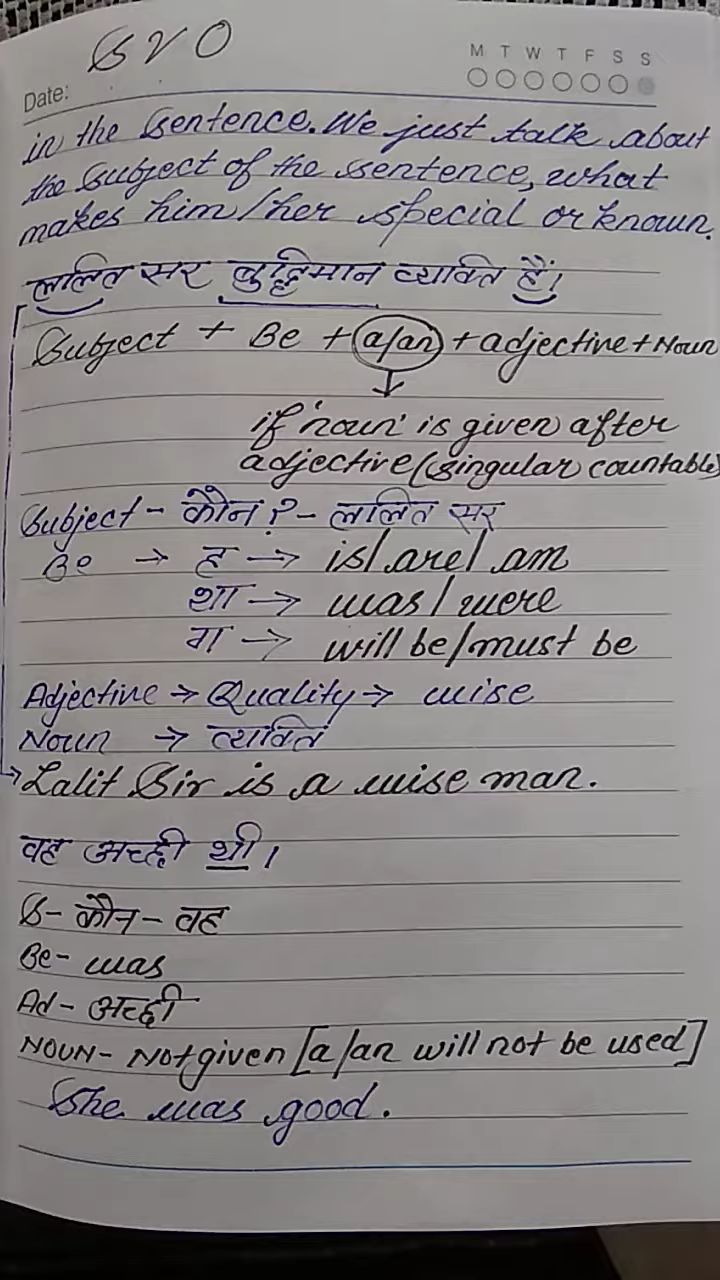 SVO
M T W T F S S
Date:
in the sentence. We just talk about
the subject of the sentence, what
makes him/her special or known.
ललित सर बुद्धिमान व्यक्ति हैं।
Subject + Be + a/an + adjective + Noun
if 'noun' is given after
adjective (singular countable)
Subject - कौन? - ललित सर
Be → ह → is/are/am
था → was/were
ग → will be/must be
Adjective → Quality → wise
Noun → व्यक्ति
→ Lalit Sir is a wise man.
वह अच्छी थी।
S - कौन - वह
Be - was
Ad - अच्छी
NOUN - Not given [a/an will not be used]
She was good.